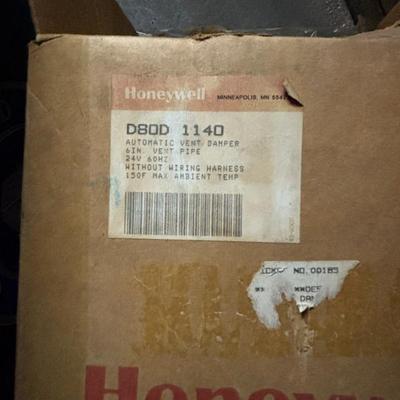 Honeywell MINNEAPOLIS, MN
D80D 1140
AUTOMATIC VENT DAMPER
6IN. VENT PIPE
24V 60HZ
WITHOUT WIRING HARNESS
150F MAX AMBIENT TEMP
NO. 00185
Honeywell